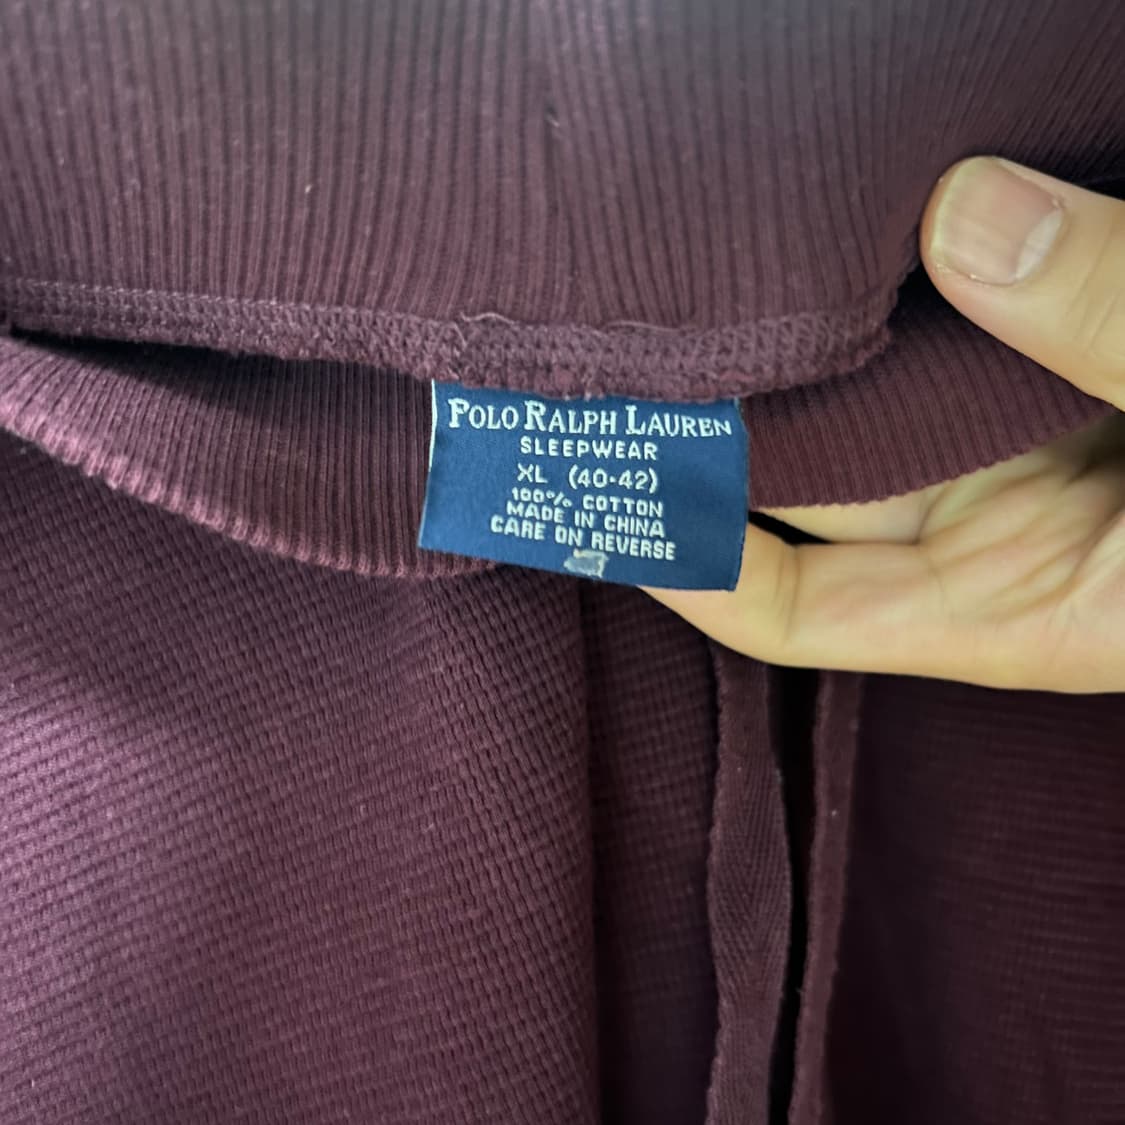 POLO RALPH LAUREN
SLEEPWEAR
XL (40-42)
100% COTTON
MADE IN CHINA
CARE ON REVERSE